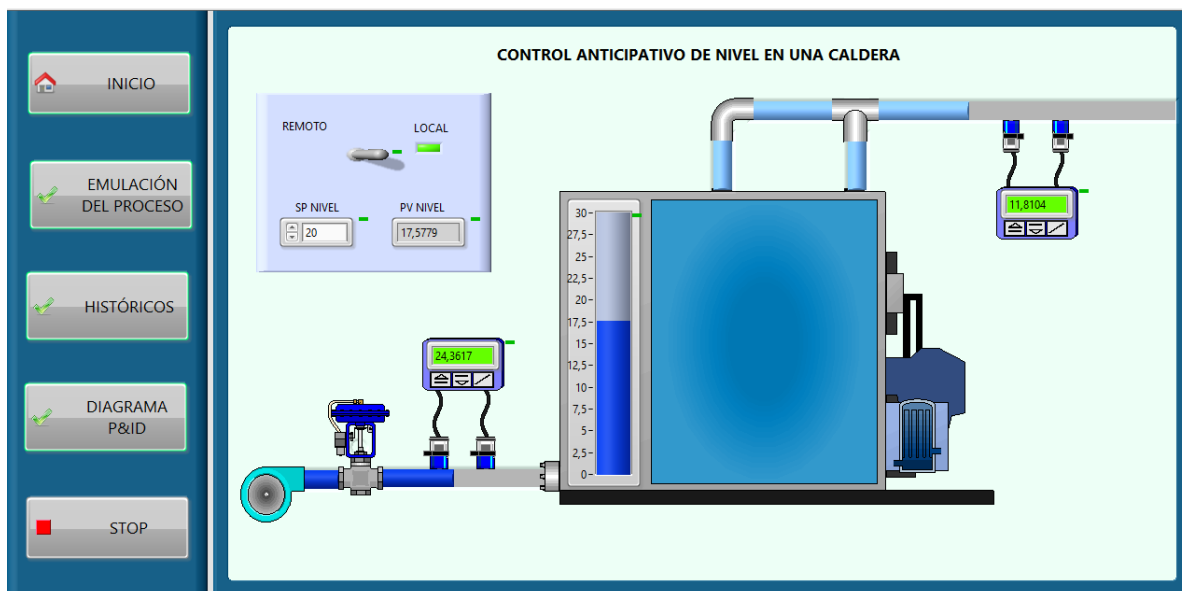 CONTROL ANTICIPATIVO DE NIVEL EN UNA CALDERA
INICIO
EMULACIÓN
DEL PROCESO
HISTÓRICOS
DIAGRAMA
P&ID
STOP
REMOTO
LOCAL
SP NIVEL
PV NIVEL
20
17,5779
24,3617
30
27,5
25
22,5
20
17,5
15
12,5
10
7,5
5
2,5
0
11,8104